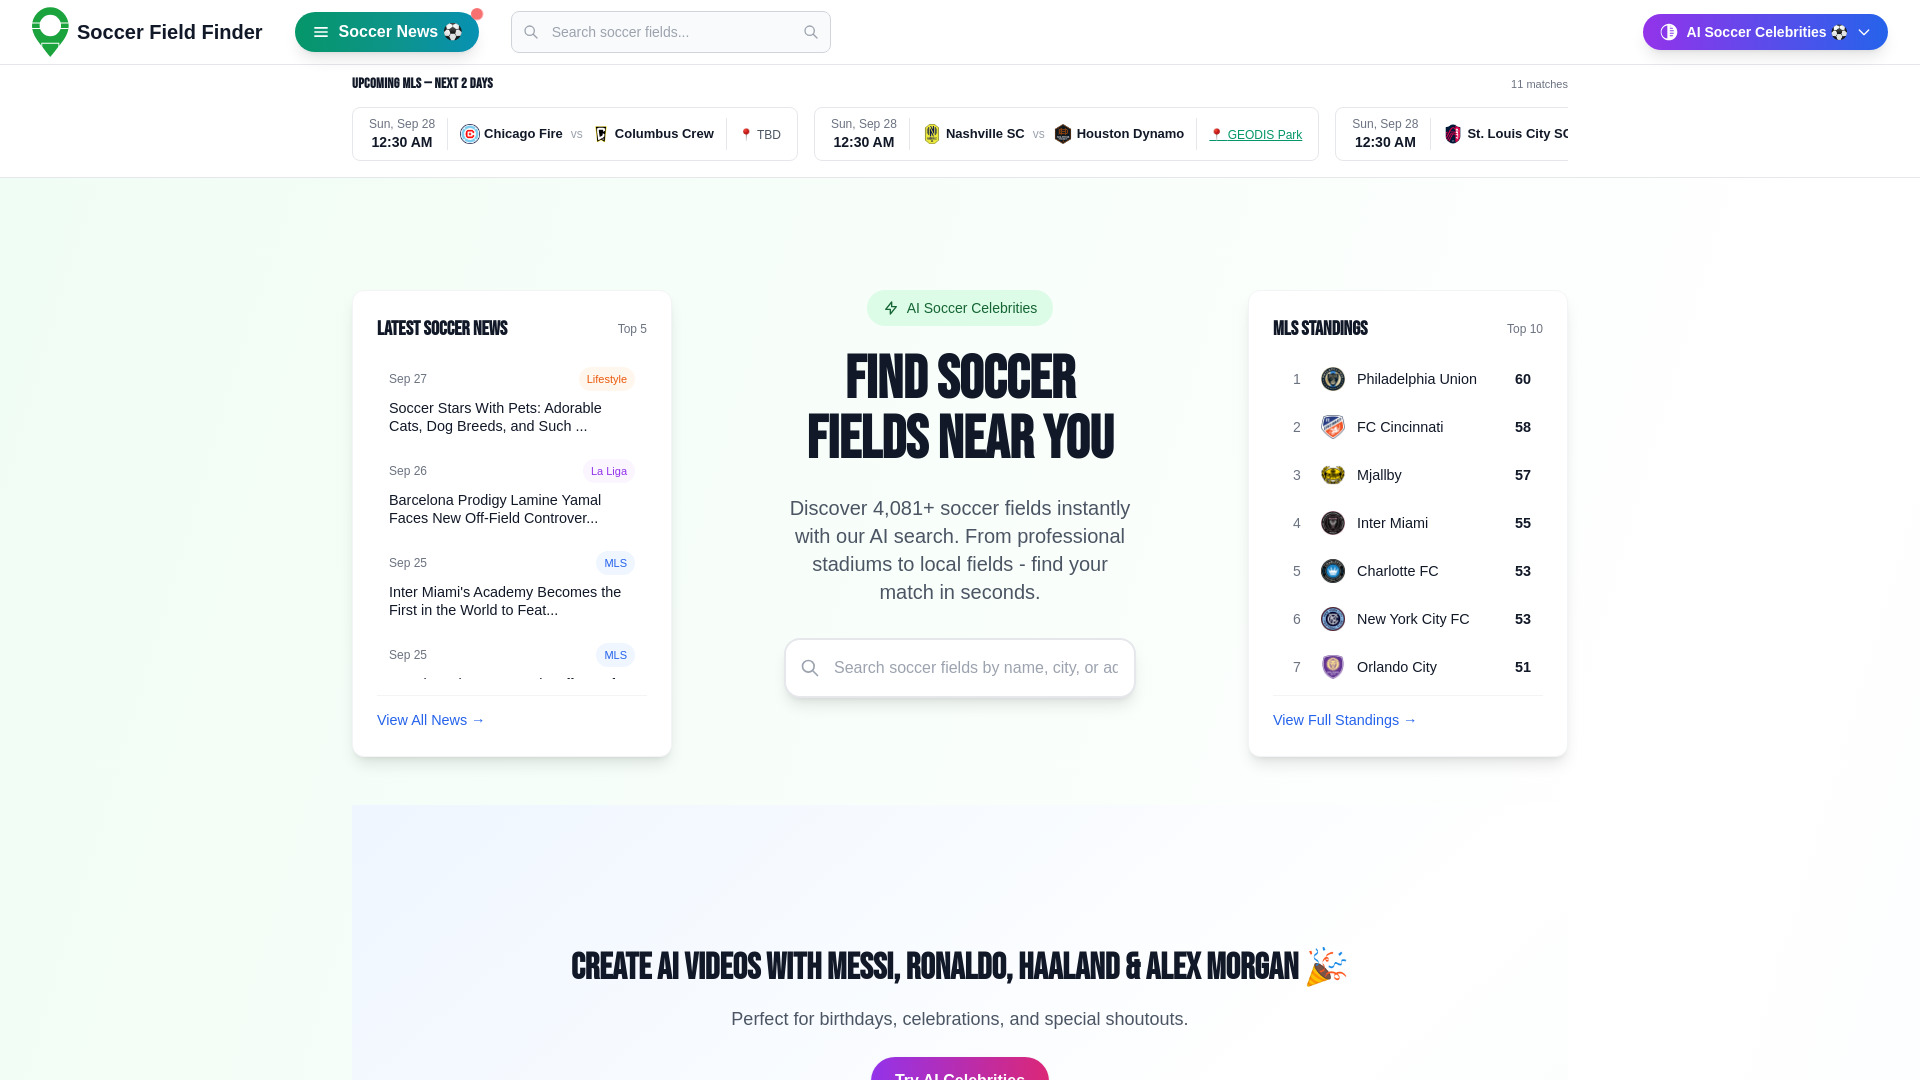 Soccer Field Finder
Soccer News ⚽
Search soccer fields...
AI Soccer Celebrities ⚽
UPCOMING MLS — NEXT 2 DAYS
11 matches
Sun, Sep 28
12:30 AM
Chicago Fire vs Columbus Crew
📍 TBD
Sun, Sep 28
12:30 AM
Nashville SC vs Houston Dynamo
📍 GEODIS Park
Sun, Sep 28
12:30 AM
St. Louis City SC
LATEST SOCCER NEWS
Top 5
Sep 27
Lifestyle
Soccer Stars With Pets: Adorable
Cats, Dog Breeds, and Such ...
Sep 26
La Liga
Barcelona Prodigy Lamine Yamal
Faces New Off-Field Controver...
Sep 25
MLS
Inter Miami's Academy Becomes the
First in the World to Feat...
Sep 25
MLS
View All News →
AI Soccer Celebrities
FIND SOCCER
FIELDS NEAR YOU
Discover 4,081+ soccer fields instantly
with our AI search. From professional
stadiums to local fields - find your
match in seconds.
Search soccer fields by name, city, or ad
MLS STANDINGS
Top 10
1 Philadelphia Union 60
2 FC Cincinnati 58
3 Mjallby 57
4 Inter Miami 55
5 Charlotte FC 53
6 New York City FC 53
7 Orlando City 51
View Full Standings →
CREATE AI VIDEOS WITH MESSI, RONALDO, HAALAND & ALEX MORGAN 🎉
Perfect for birthdays, celebrations, and special shoutouts.
Try AI Celebrities